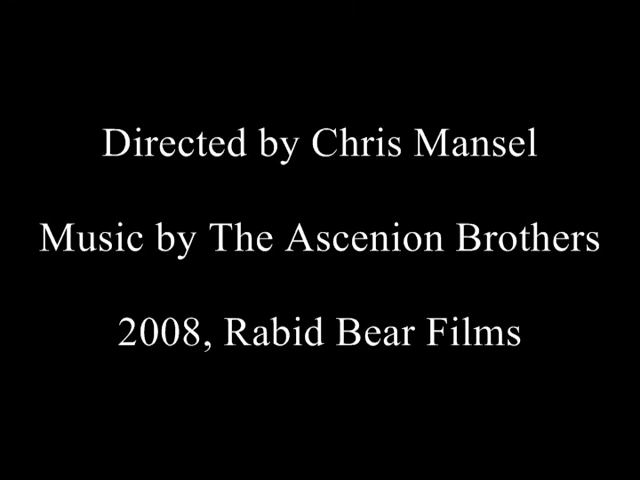 Directed by Chris Mansel
Music by The Ascenion Brothers
2008, Rabid Bear Films